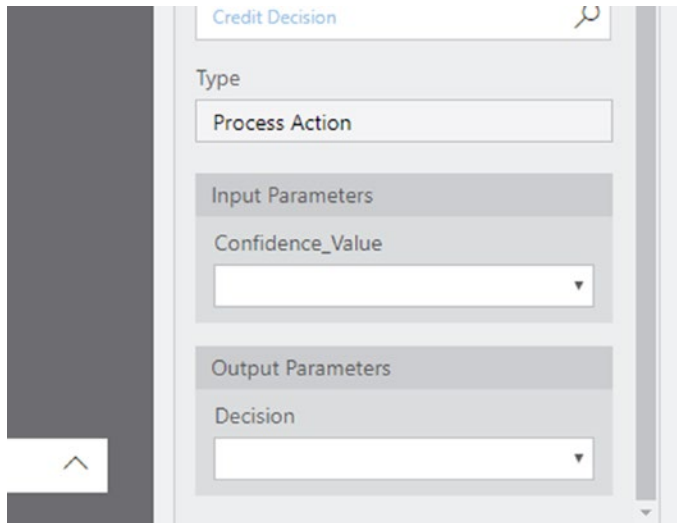 Credit Decision
Type
Process Action
Input Parameters
Confidence_Value
Output Parameters
Decision